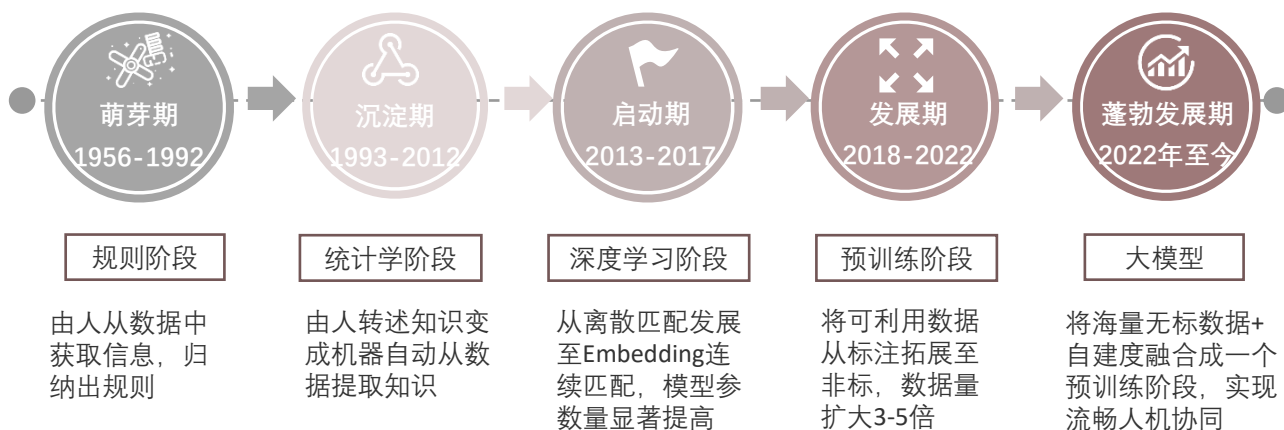 萌芽期
1956-1992
沉淀期
1993-2012
启动期
2013-2017
发展期
2018-2022
蓬勃发展期
2022年至今
规则阶段
统计学阶段
深度学习阶段
预训练阶段
大模型
由人从数据中
获取信息，归
纳出规则
由人转述知识变
成机器自动从数
据提取知识
从离散匹配发展
至Embedding连
续匹配，模型参
数量显著提高
将可利用数据
从标注拓展至
非标，数据量
扩大3-5倍
将海量无标数据+
自建度融合成一个
预训练阶段，实现
流畅人机协同